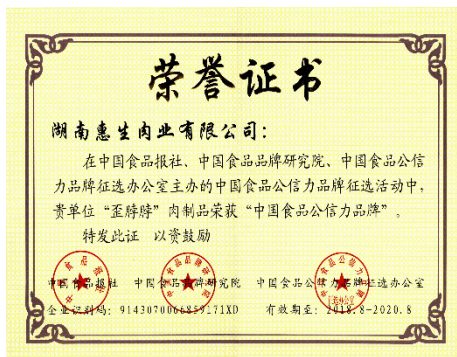 荣誉证书
湖南惠生肉业有限公司：
在中国食品报社、中国食品品牌研究院、中国食品公信
力品牌征选办公室主办的中国食品公信力品牌征选活动中，
贵单位“歪脖脖”肉制品荣获“中国食品公信力品牌”。
特发此证 以资鼓励
中国食品报社 中国食品品牌研究院 中国食品公信力品牌征选办公室
企业识别码：9143070066859171XD 有效期至：2018.8-2020.8